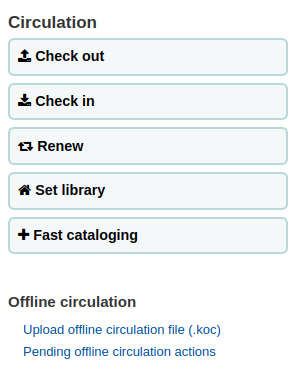 Circulation
Check out
Check in
Renew
Set library
Fast cataloging
Offline circulation
Upload offline circulation file (.koc)
Pending offline circulation actions